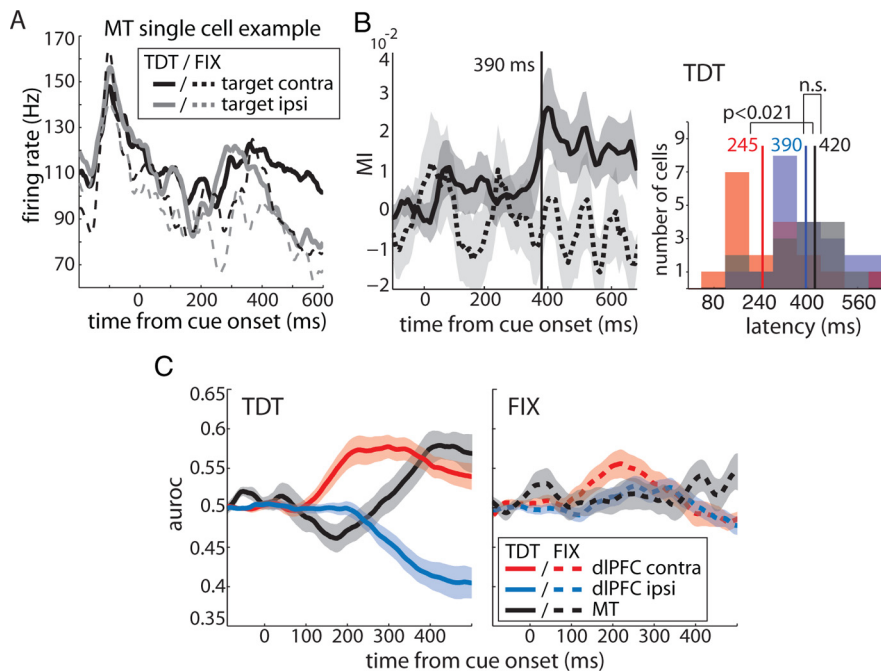 A
MT single cell example
TDT / FIX
target contra
target ipsi
firing rate (Hz)
170
150
130
110
90
70
0
200
400
600
time from cue onset (ms)
B
4
10⁻²
390 ms
MI
2
0
−2
0
200
400
600
time from cue onset (ms)
TDT
n.s.
p<0.021
245
390
420
number of cells
9
7
5
3
1
80
240
400
560
latency (ms)
C
TDT
auroc
0.6
0.55
0.5
0.45
0.4
0.35
0
100
200
300
400
FIX
TDT FIX
dlPFC contra
dlPFC ipsi
MT
0
100
200
300
400
time from cue onset (ms)